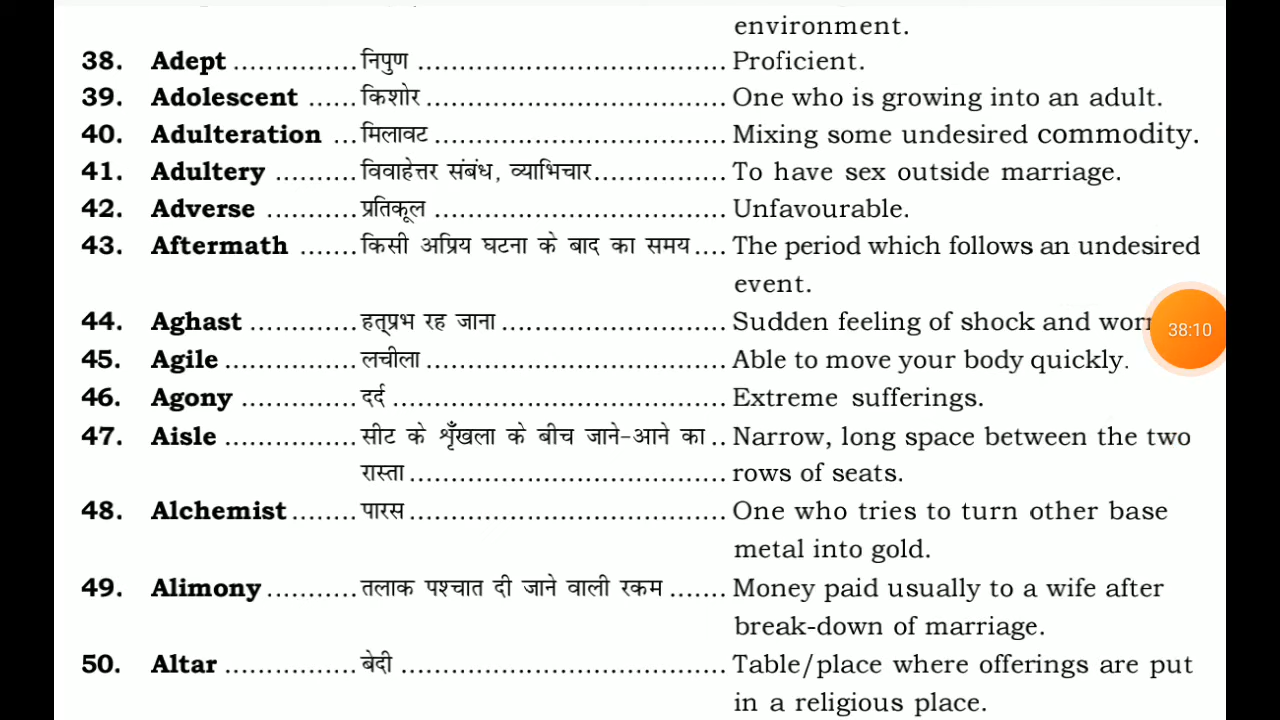 environment.
38. Adept ............... निपुण ........................................ Proficient.
39. Adolescent ...... किशोर ....................................... One who is growing into an adult.
40. Adulteration ... मिलावट ...................................... Mixing some undesired commodity.
41. Adultery .......... विवाहेत्तर संबंध, व्याभिचार................. To have sex outside marriage.
42. Adverse ........... प्रतिकूल ...................................... Unfavourable.
43. Aftermath ....... किसी अप्रिय घटना के बाद का समय.... The period which follows an undesired
event.
44. Aghast ............. हत्प्रभ रह जाना ............................. Sudden feeling of shock and
38:10
45. Agile ................ लचीला ....................................... Able to move your body quickly.
46. Agony .............. दर्द ........................................... Extreme sufferings.
47. Aisle ................ सीट के शृँखला के बीच जाने-आने का .. Narrow, long space between the two
रास्ता ......................................... rows of seats.
48. Alchemist ........ पारस ......................................... One who tries to turn other base
metal into gold.
49. Alimony ........... तलाक पश्चात दी जाने वाली रकम ....... Money paid usually to a wife after
break-down of marriage.
50. Altar ................ बेदी .......................................... Table/place where offerings are put
in a religious place.